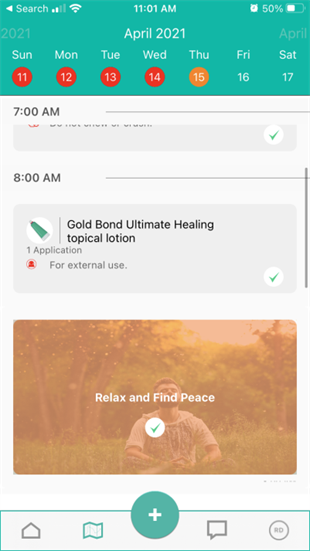 Search 11:01 AM 50%
2021 April 2021 April
Sun Mon Tue Wed Thu Fri Sat
11 12 13 14 15 16 17
7:00 AM
Do not chew or crush.
8:00 AM
Gold Bond Ultimate Healing
topical lotion
1 Application
For external use.
Relax and Find Peace
RD